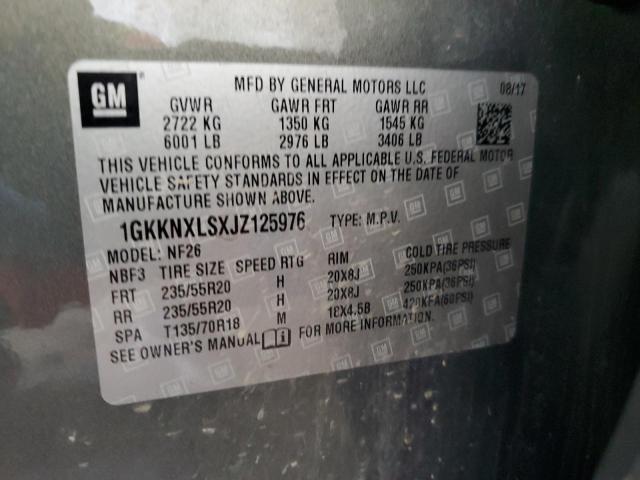 GM
MFD BY GENERAL MOTORS LLC 08/17
GVWR GAWR FRT GAWR RR
2722 KG 1350 KG 1545 KG
6001 LB 2976 LB 3406 LB
THIS VEHICLE CONFORMS TO ALL APPLICABLE U.S. FEDERAL MOTOR
VEHICLE SAFETY STANDARDS IN EFFECT ON THE DATE OF
MANUFACTURE SHOWN ABOVE.
1GKKNXLSXJZ125976 TYPE: M.P.V.
MODEL: NF26
NBF3 TIRE SIZE SPEED RTG RIM COLD TIRE PRESSURE
FRT 235/55R20 H 20X8J 250KPA(36PSI)
RR 235/55R20 H 20X8J 250KPA(36PSI)
SPA T135/70R18 M 18X4.5B 420KPA(60PSI)
SEE OWNER'S MANUAL FOR MORE INFORMATION.